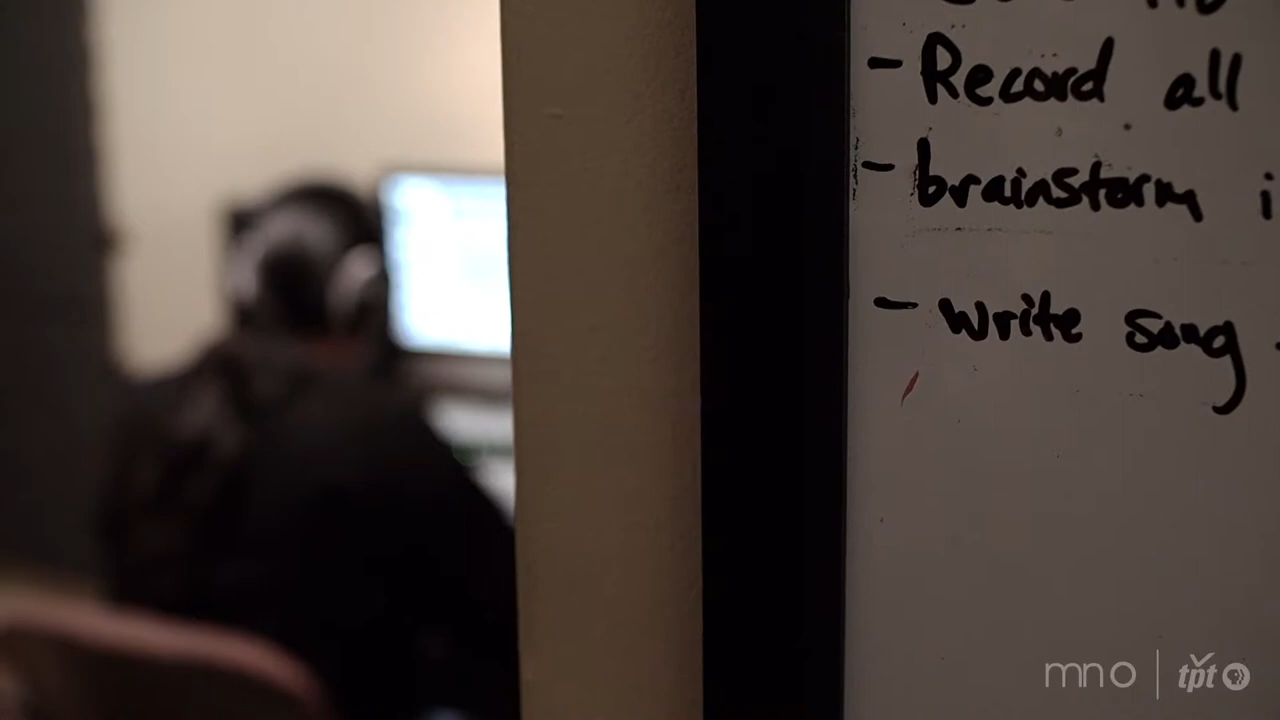 - Record all
- brainstorm i
- write song
mno | tpt